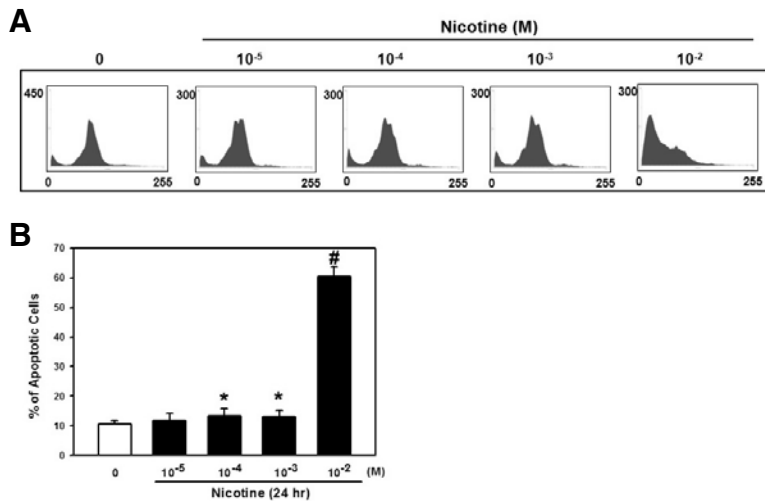 A
Nicotine (M)
0 10⁻⁵ 10⁻⁴ 10⁻³ 10⁻²
450 300 300 300 300
0 255 0 255 0 255 0 255 0 255
B
% of Apoptotic Cells
70
60
50
40
30
20
10
0
* * #
0 10⁻⁵ 10⁻⁴ 10⁻³ 10⁻² (M)
Nicotine (24 hr)